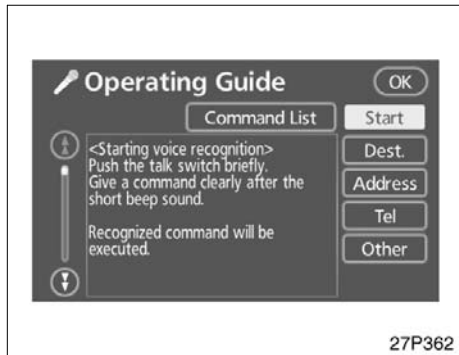 Operating Guide
OK
Command List
Start
<Starting voice recognition>
Push the talk switch briefly.
Give a command clearly after the
short beep sound.
Recognized command will be
executed.
Dest.
Address
Tel
Other
27P362